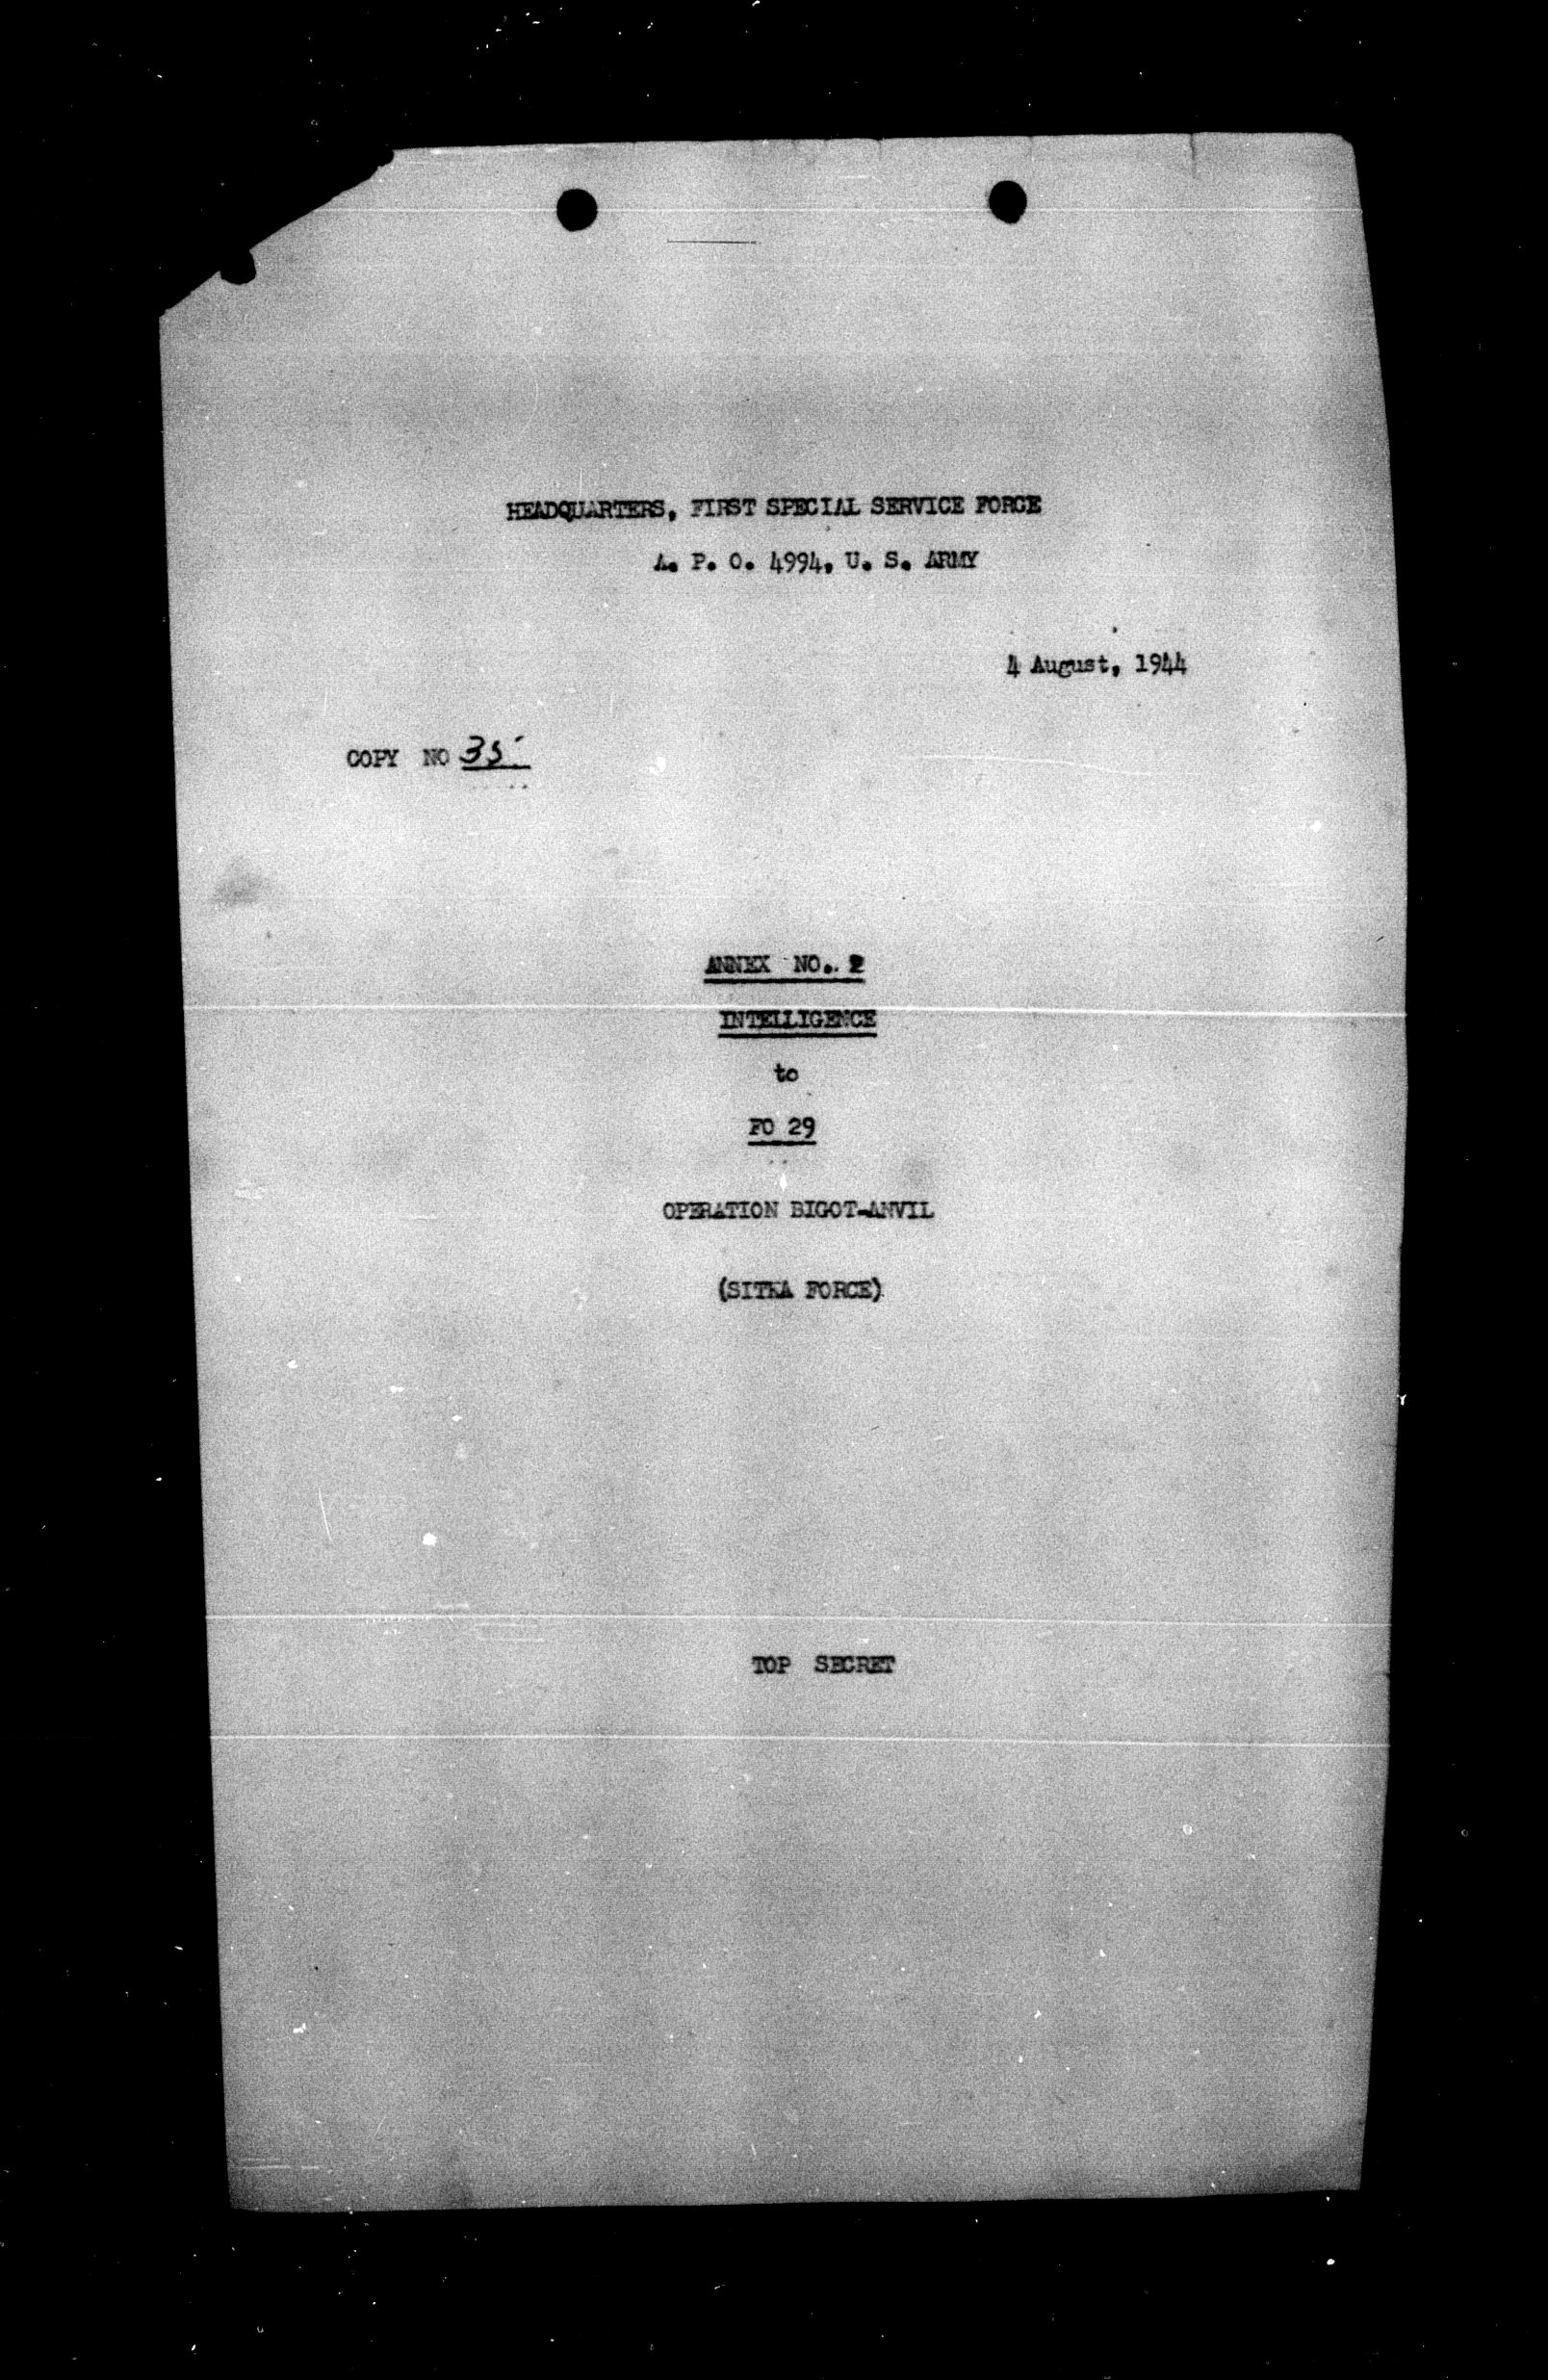 HEADQUARTERS, FIRST SPECIAL SERVICE FORCE
A. P. O. 4994, U. S. ARMY
4 August, 1944
COPY NO 35
ANNEX NO. 2
INTELLIGENCE
to
FO 29
OPERATION BIGOT-ANVIL
(SITKA FORCE)
TOP SECRET